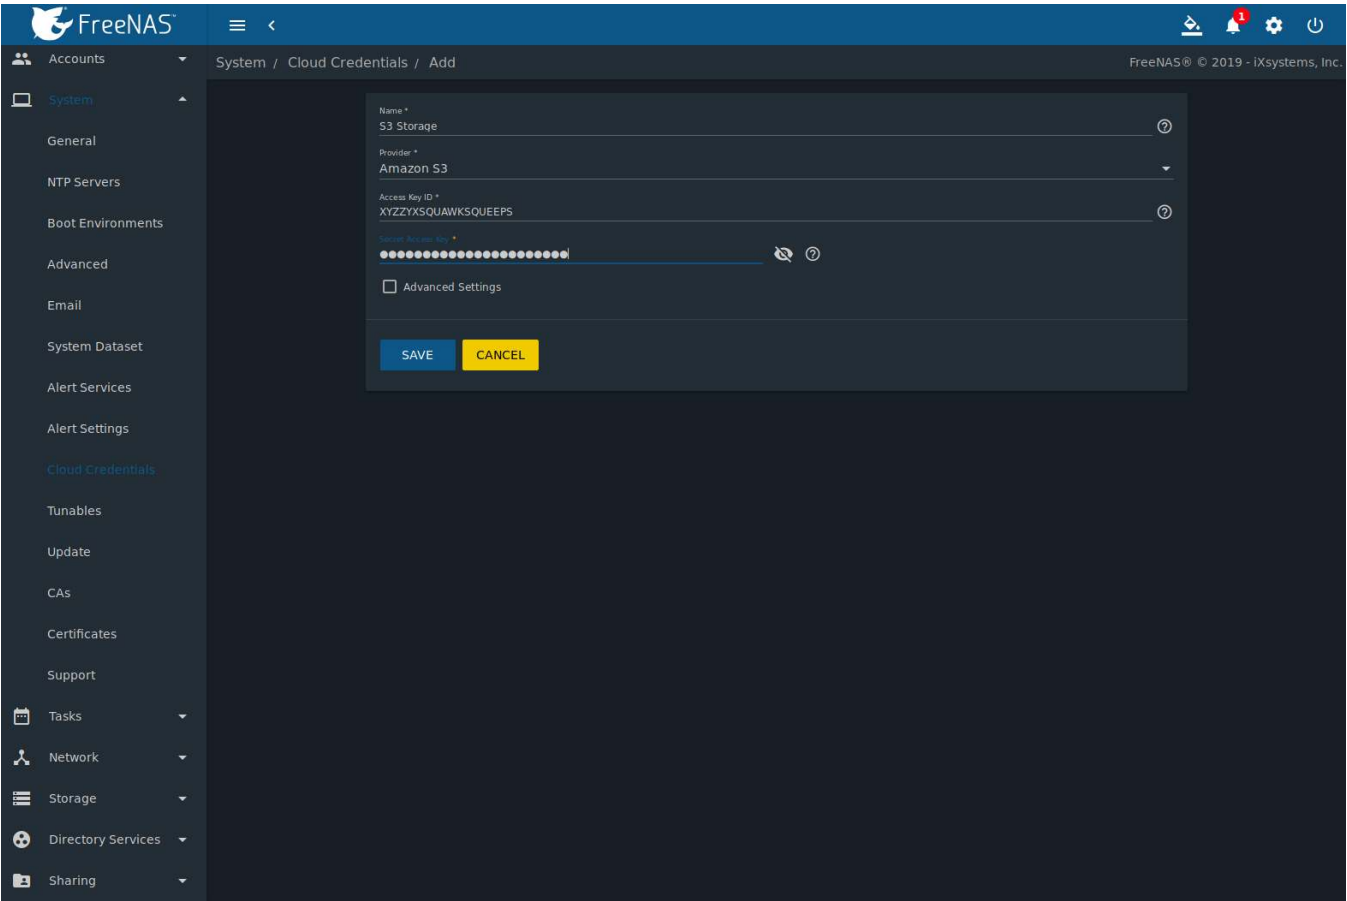 FreeNAS®
1
Accounts
System / Cloud Credentials / Add
FreeNAS® © 2019 - iXsystems, Inc.
System
General
NTP Servers
Boot Environments
Advanced
Email
System Dataset
Alert Services
Alert Settings
Cloud Credentials
Tunables
Update
CAs
Certificates
Support
Tasks
Network
Storage
Directory Services
Sharing
Name *
S3 Storage
Provider *
Amazon S3
Access Key ID *
XYZZYXSQUAWKSQUEEPS
Secret Access Key *
●●●●●●●●●●●●●●●●●●●●●●
Advanced Settings
SAVE
CANCEL